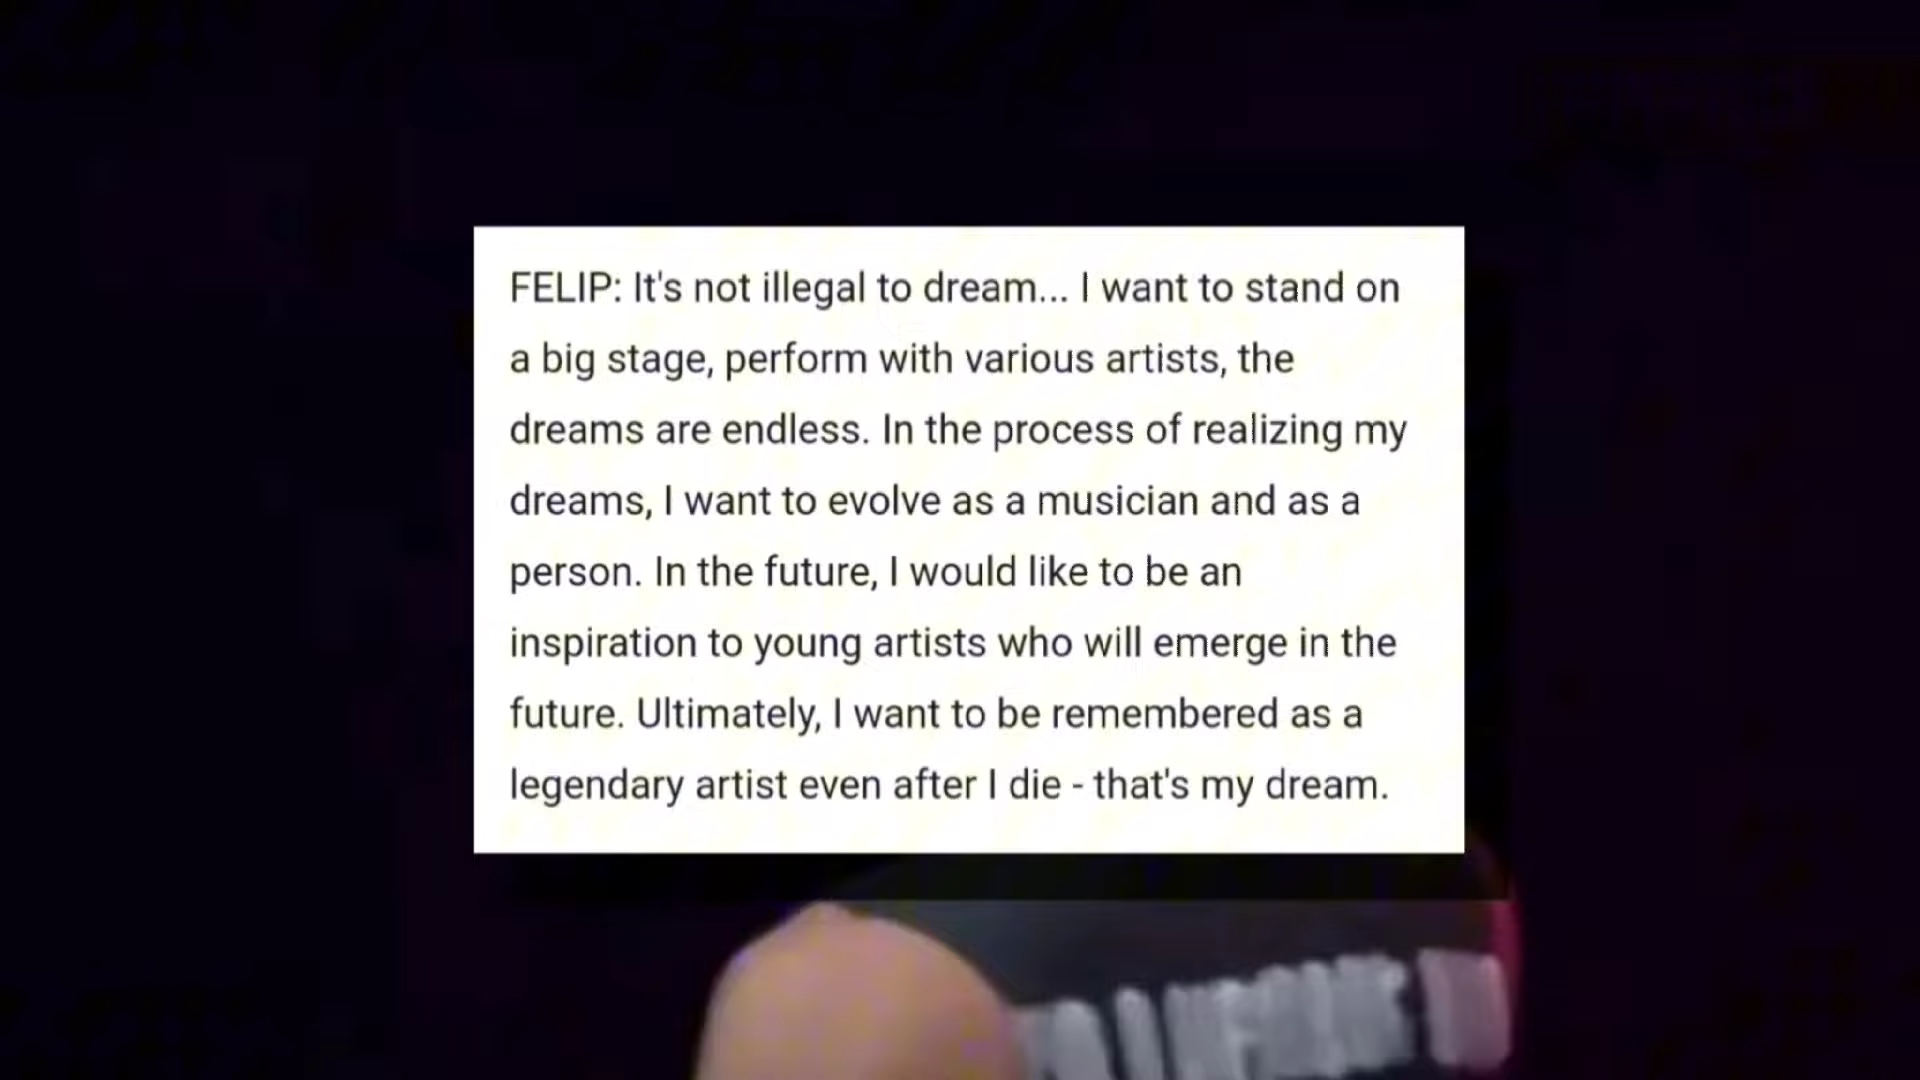 FELIP: It's not illegal to dream... I want to stand on
a big stage, perform with various artists, the
dreams are endless. In the process of realizing my
dreams, I want to evolve as a musician and as a
person. In the future, I would like to be an
inspiration to young artists who will emerge in the
future. Ultimately, I want to be remembered as a
legendary artist even after I die - that's my dream.